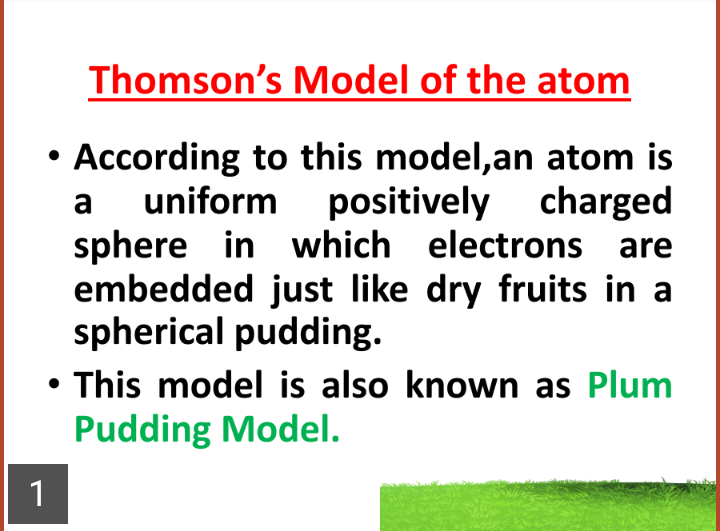 Thomson's Model of the atom
• According to this model,an atom is
a uniform positively charged
sphere in which electrons are
embedded just like dry fruits in a
spherical pudding.
• This model is also known as Plum
Pudding Model.
1